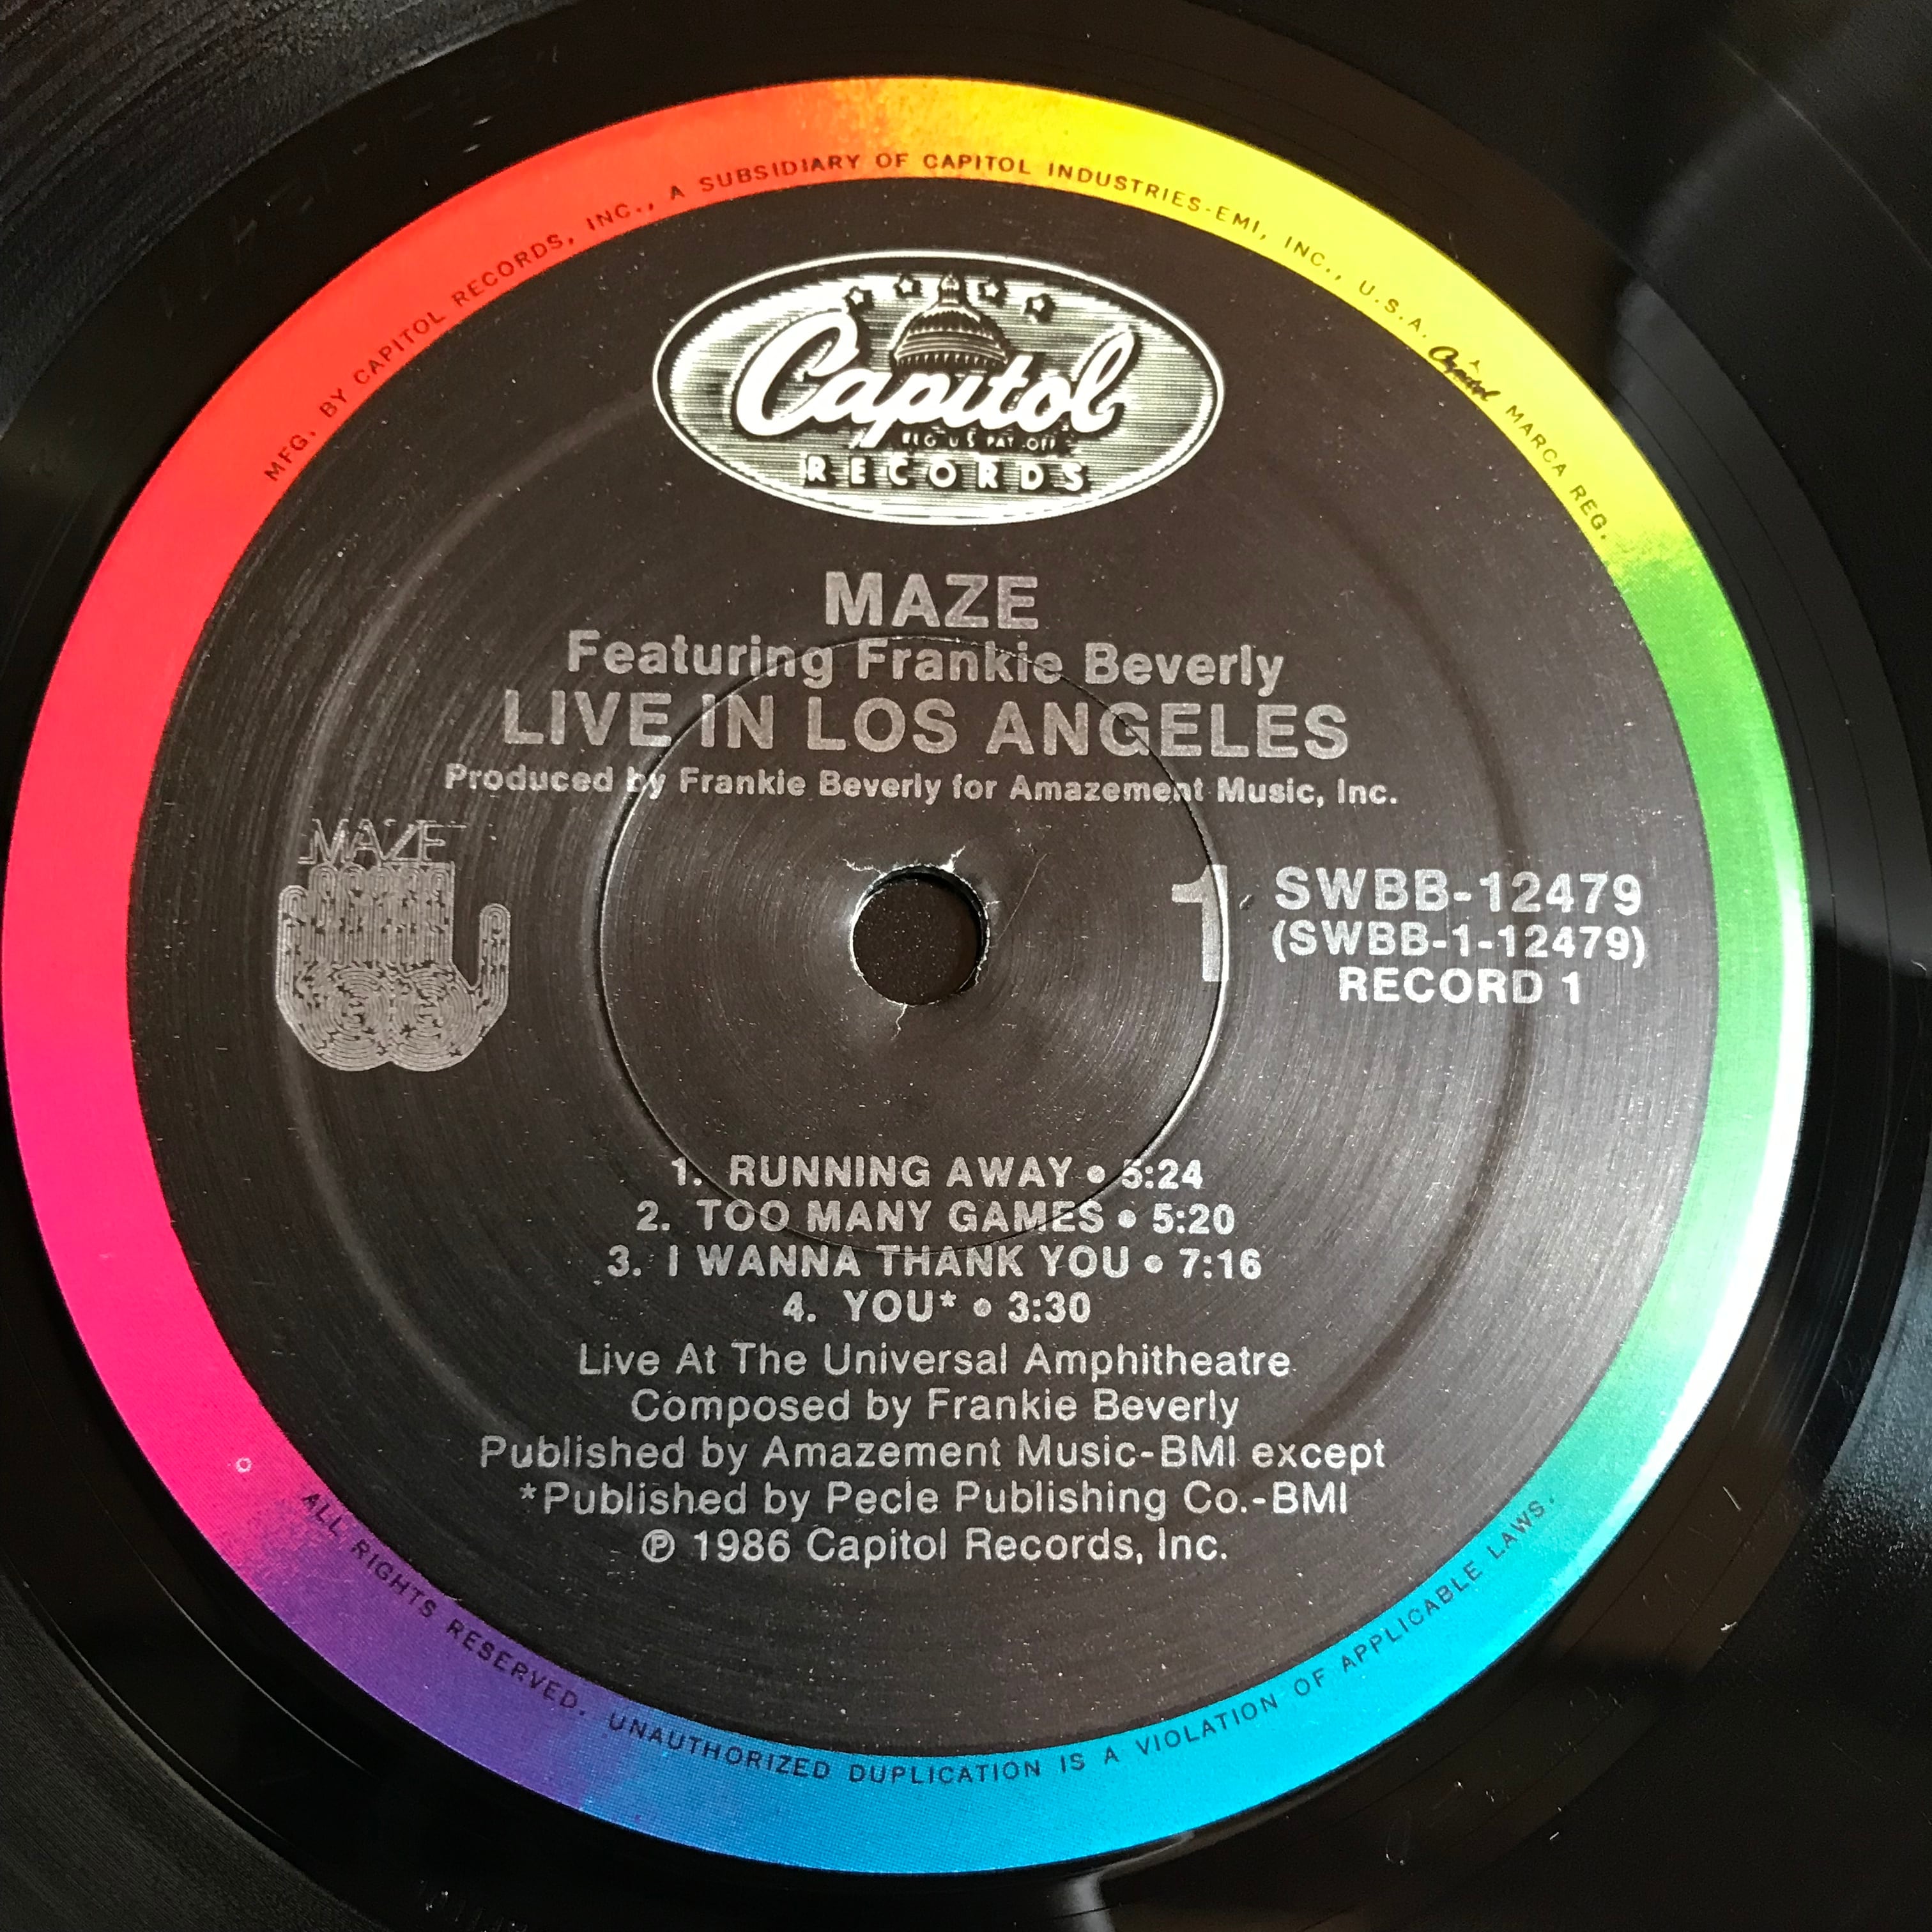 MFG. BY CAPITOL RECORDS, INC., A SUBSIDIARY OF CAPITOL INDUSTRIES-EMI, INC., U.S.A. Capitol MARCA REG.
Capitol
REG. U.S. PAT. OFF.
RECORDS
MAZE
Featuring Frankie Beverly
LIVE IN LOS ANGELES
Produced by Frankie Beverly for Amazement Music, Inc.
MAZE
1
SWBB-12479
(SWBB-1-12479)
RECORD 1
1. RUNNING AWAY • 5:24
2. TOO MANY GAMES • 5:20
3. I WANNA THANK YOU • 7:16
4. YOU* • 3:30
Live At The Universal Amphitheatre
Composed by Frankie Beverly
Published by Amazement Music-BMI except
*Published by Pecle Publishing Co.-BMI
℗ 1986 Capitol Records, Inc.
ALL RIGHTS RESERVED. UNAUTHORIZED DUPLICATION IS A VIOLATION OF APPLICABLE LAWS.